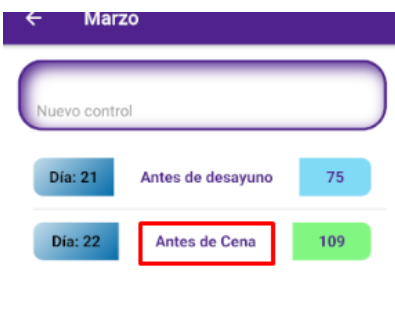 Marzo
Nuevo control
Día: 21 Antes de desayuno 75
Día: 22 Antes de Cena 109